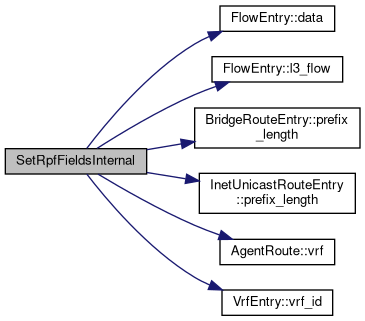 FlowEntry::data
FlowEntry::l3_flow
BridgeRouteEntry::prefix
_length
SetRpfFieldsInternal
InetUnicastRouteEntry
::prefix_length
AgentRoute::vrf
VrfEntry::vrf_id